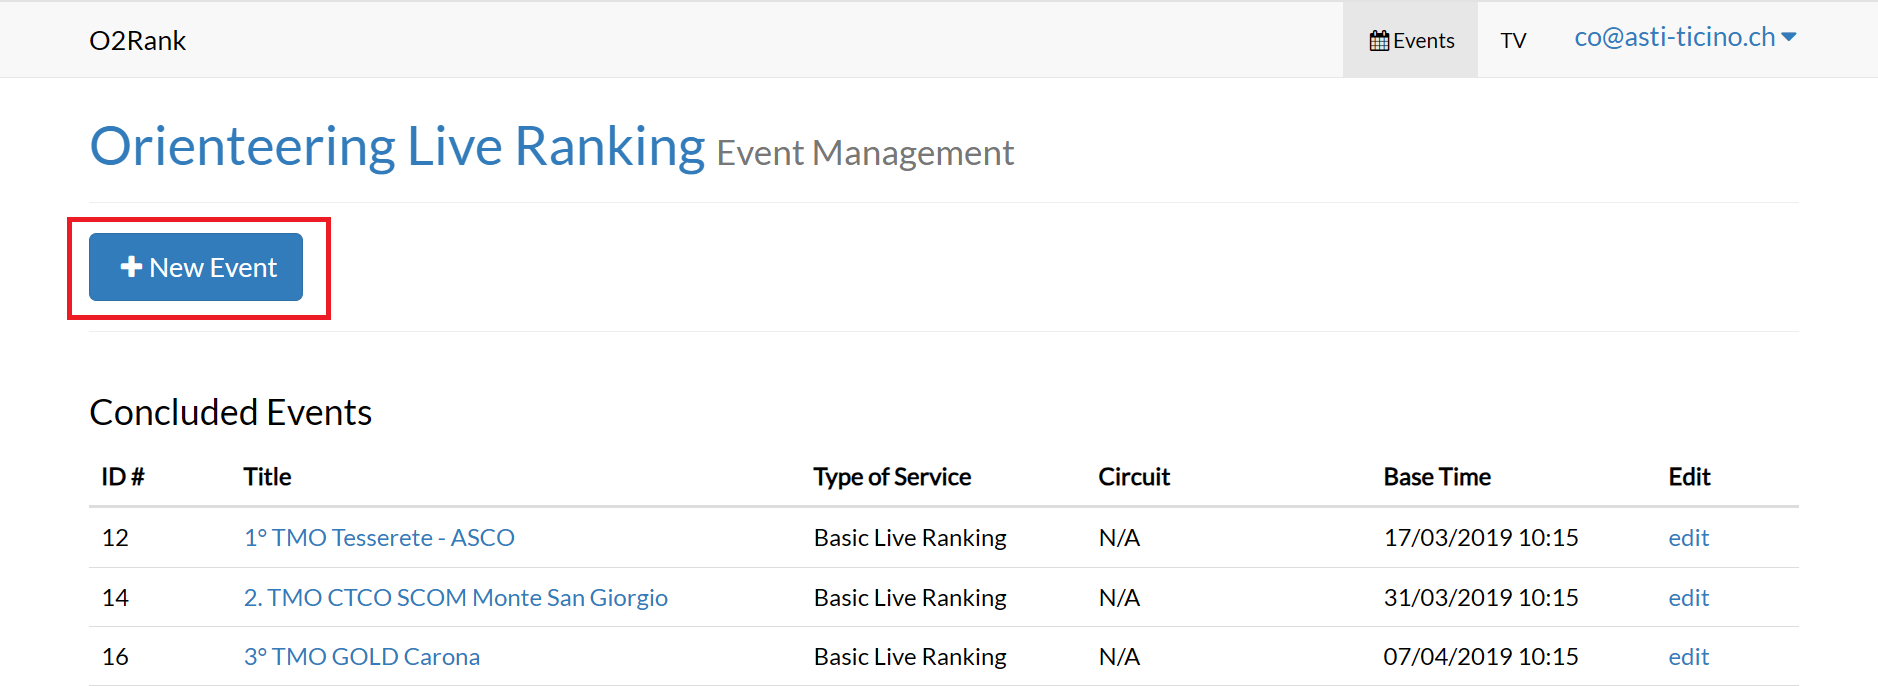 O2Rank Events TV co@asti-ticino.ch
Orienteering Live Ranking Event Management
New Event
Concluded Events
ID # Title Type of Service Circuit Base Time Edit
12 1° TMO Tesserete - ASCO Basic Live Ranking N/A 17/03/2019 10:15 edit
14 2. TMO CTCO SCOM Monte San Giorgio Basic Live Ranking N/A 31/03/2019 10:15 edit
16 3° TMO GOLD Carona Basic Live Ranking N/A 07/04/2019 10:15 edit